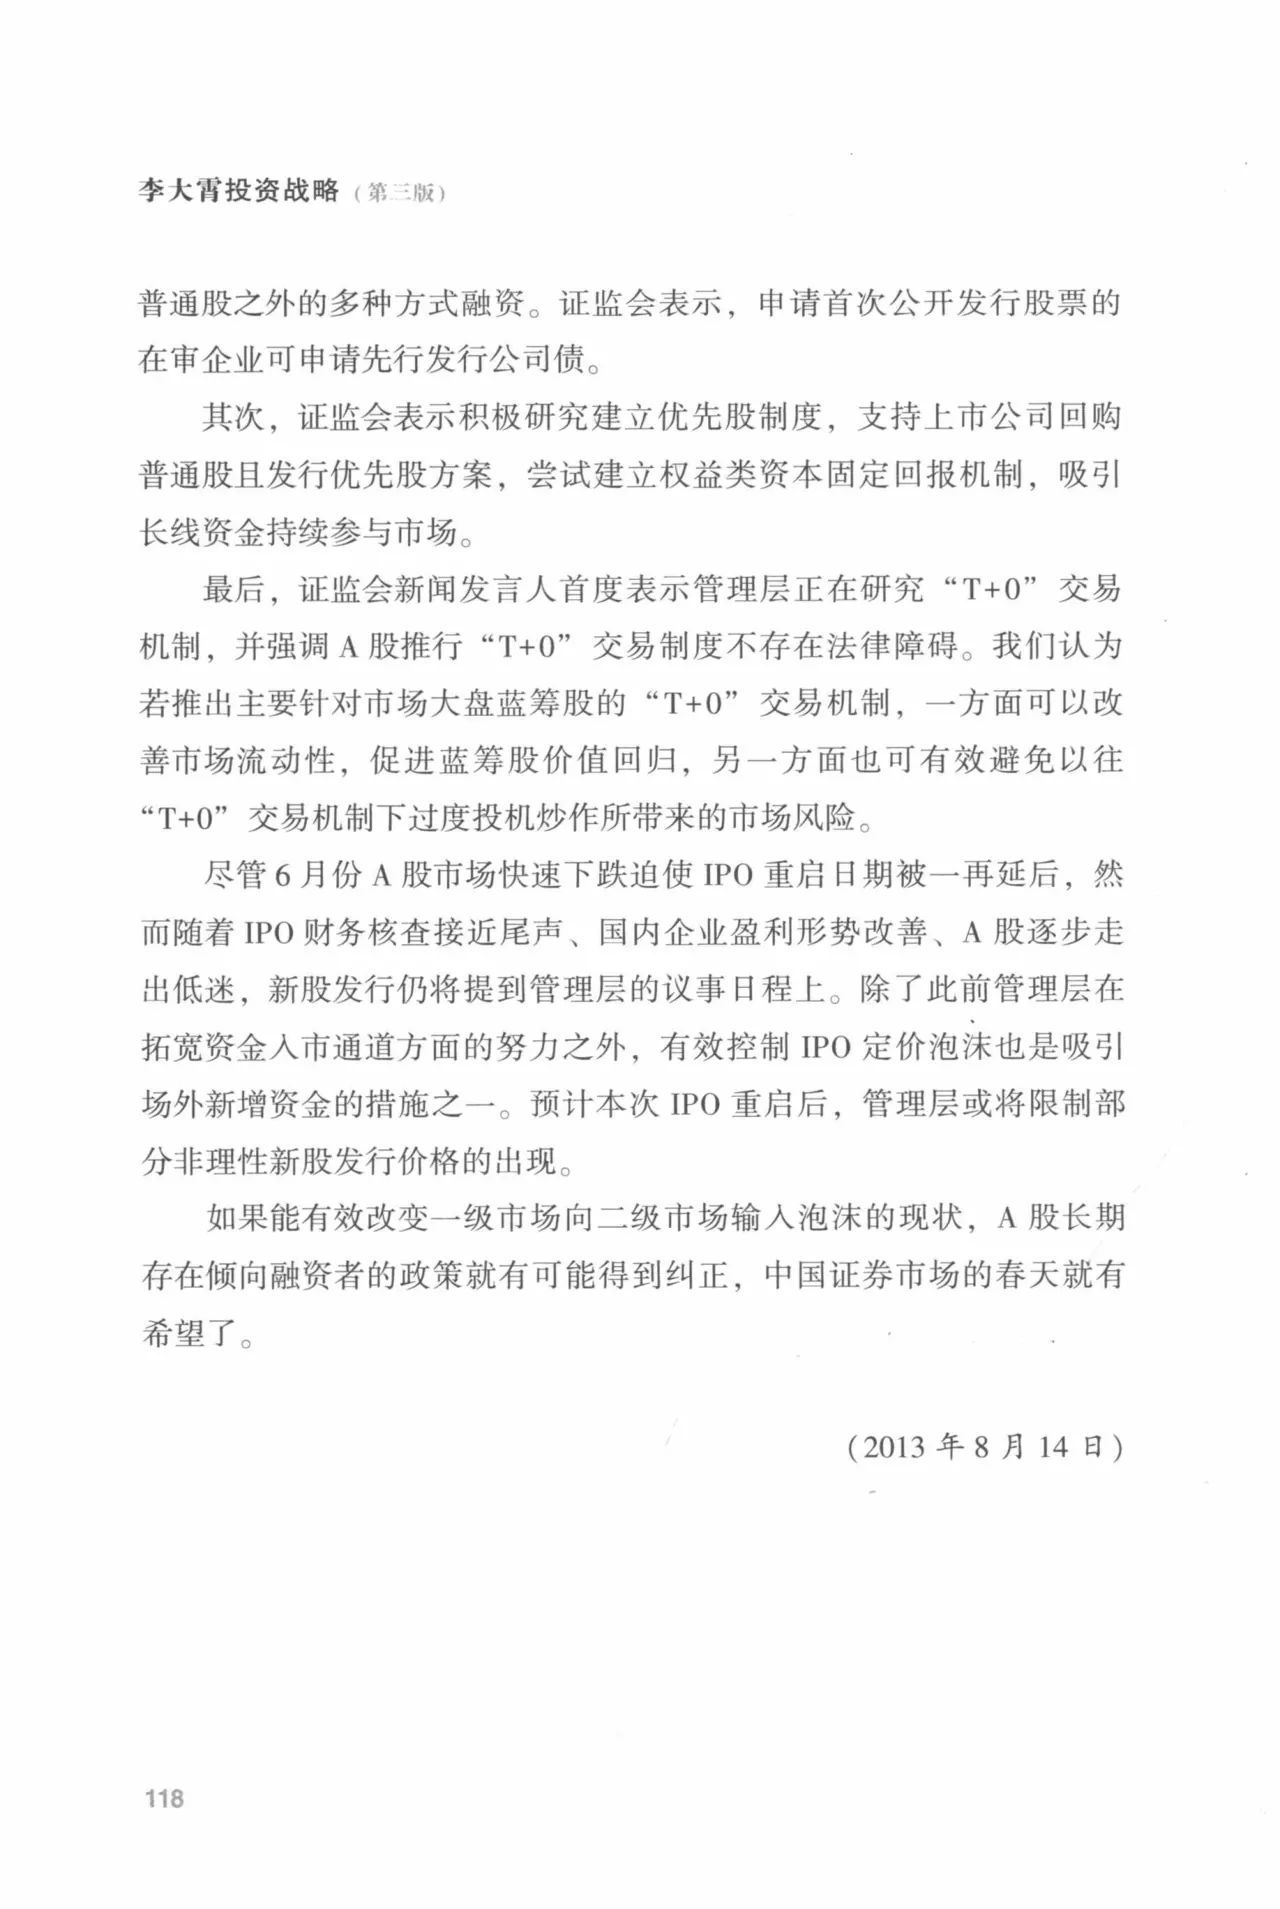 李大霄投资战略(第三版)
普通股之外的多种方式融资。证监会表示，申请首次公开发行股票的
在审企业可申请先行发行公司债。
其次，证监会表示积极研究建立优先股制度，支持上市公司回购
普通股且发行优先股方案，尝试建立权益类资本固定回报机制，吸引
长线资金持续参与市场。
最后，证监会新闻发言人首度表示管理层正在研究“T+0”交易
机制，并强调 A 股推行“T+0”交易制度不存在法律障碍。我们认为
若推出主要针对市场大盘蓝筹股的“T+0”交易机制，一方面可以改
善市场流动性，促进蓝筹股价值回归，另一方面也可有效避免以往
“T+0”交易机制下过度投机炒作所带来的市场风险。
尽管 6 月份 A 股市场快速下跌迫使 IPO 重启日期被一再延后，然
而随着 IPO 财务核查接近尾声、国内企业盈利形势改善、A 股逐步走
出低迷，新股发行仍将提到管理层的议事日程上。除了此前管理层在
拓宽资金入市通道方面的努力之外，有效控制 IPO 定价泡沫也是吸引
场外新增资金的措施之一。预计本次 IPO 重启后，管理层或将限制部
分非理性新股发行价格的出现。
如果能有效改变一级市场向二级市场输入泡沫的现状，A 股长期
存在倾向融资者的政策就有可能得到纠正，中国证券市场的春天就有
希望了。
(2013 年 8 月 14 日)
118